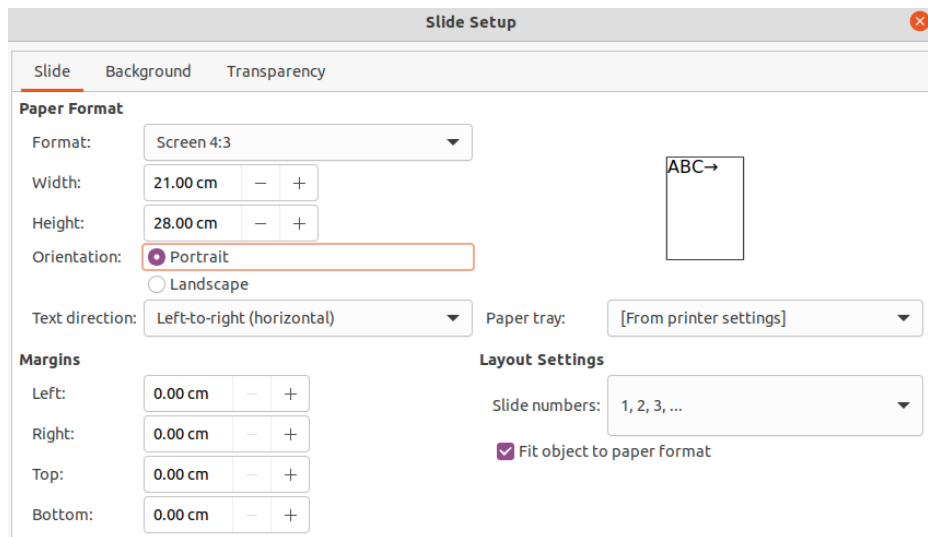 Slide Setup
Slide Background Transparency
Paper Format
Format: Screen 4:3
ABC→
Width: 21.00 cm − +
Height: 28.00 cm − +
Orientation: Portrait
Landscape
Text direction: Left-to-right (horizontal) Paper tray: [From printer settings]
Margins Layout Settings
Left: 0.00 cm − +
Slide numbers: 1, 2, 3, ...
Right: 0.00 cm − +
Fit object to paper format
Top: 0.00 cm − +
Bottom: 0.00 cm − +